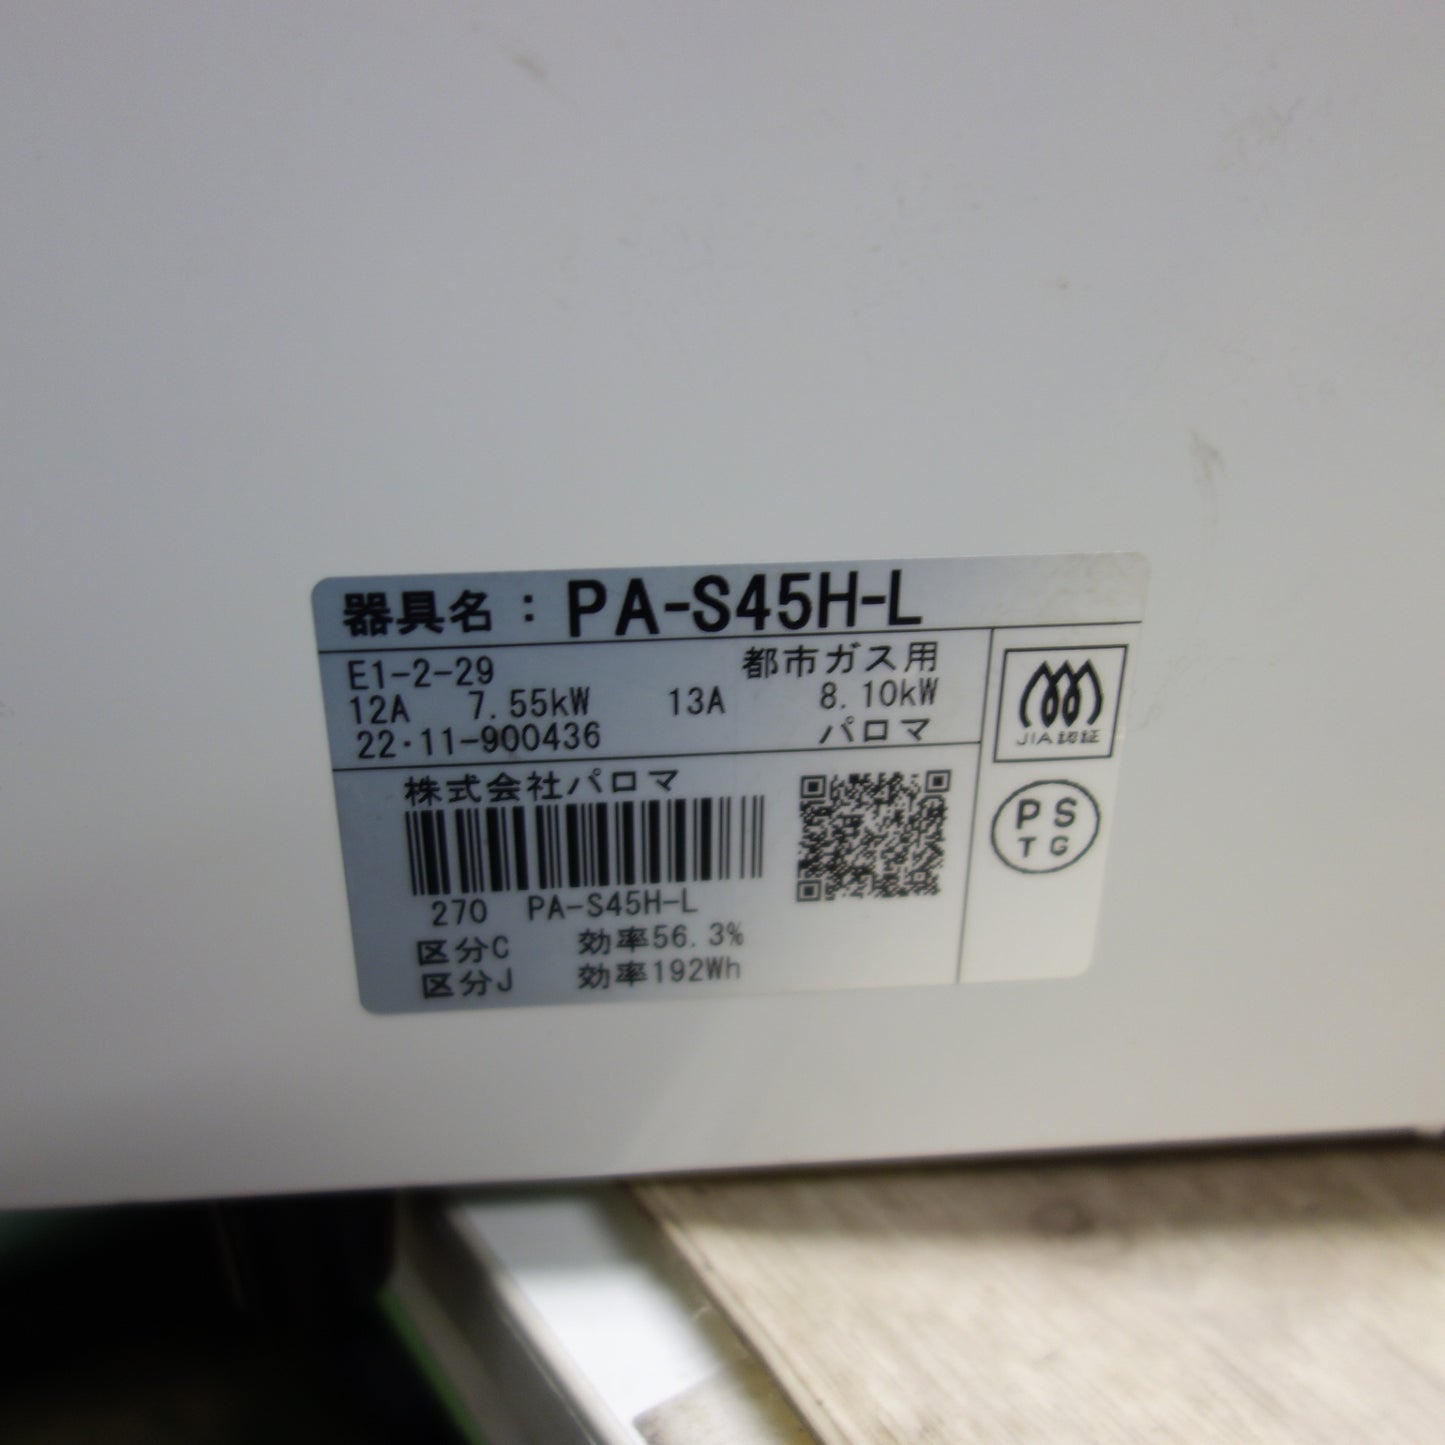 器具名：PA-S45H-L
E1-2-29 都市ガス用
12A 7.55kW 13A 8.10kW
22・11-900436 パロマ
JIA認証
株式会社パロマ
PS
TG
270 PA-S45H-L
区分C 効率56.3%
区分J 効率192Wh